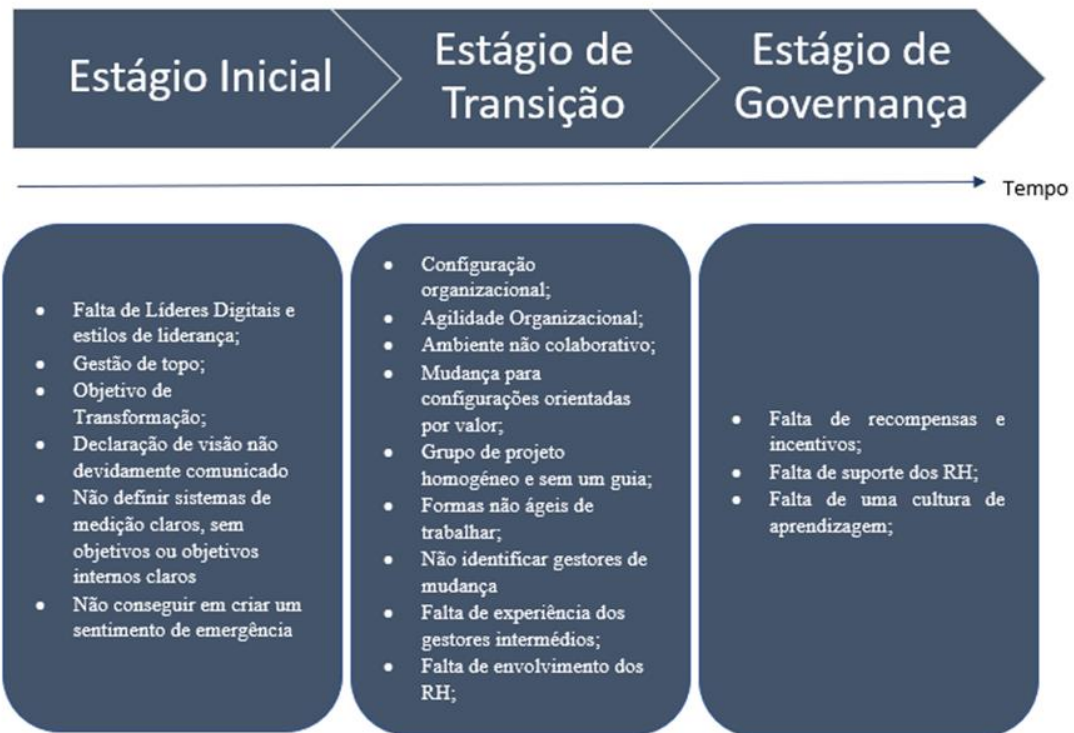 Estágio Inicial
Estágio de
Transição
Estágio de
Governança
Tempo
• Falta de Líderes Digitais e
estilos de liderança;
• Gestão de topo;
• Objetivo de
Transformação;
• Declaração de visão não
devidamente comunicado
• Não definir sistemas de
medição claros, sem
objetivos ou objetivos
internos claros
• Não conseguir em criar um
sentimento de emergência
• Configuração
organizacional;
• Agilidade Organizacional;
• Ambiente não colaborativo;
• Mudança para
configurações orientadas
por valor;
• Grupo de projeto
homogéneo e sem um guia;
• Formas não ágeis de
trabalhar;
• Não identificar gestores de
mudança
• Falta de experiência dos
gestores intermédios;
• Falta de envolvimento dos
RH;
• Falta de recompensas e
incentivos;
• Falta de suporte dos RH;
• Falta de uma cultura de
aprendizagem;